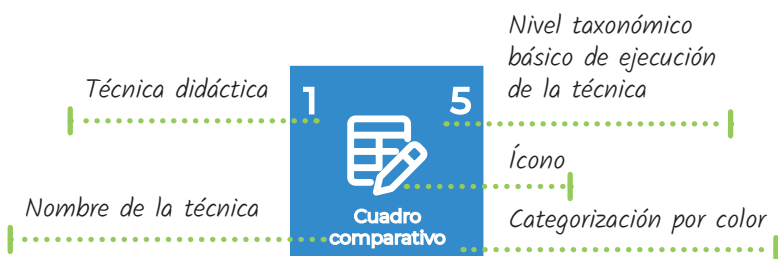 Técnica didáctica
Nombre de la técnica
1
5
Cuadro
comparativo
Nivel taxonómico
básico de ejecución
de la técnica
Ícono
Categorización por color